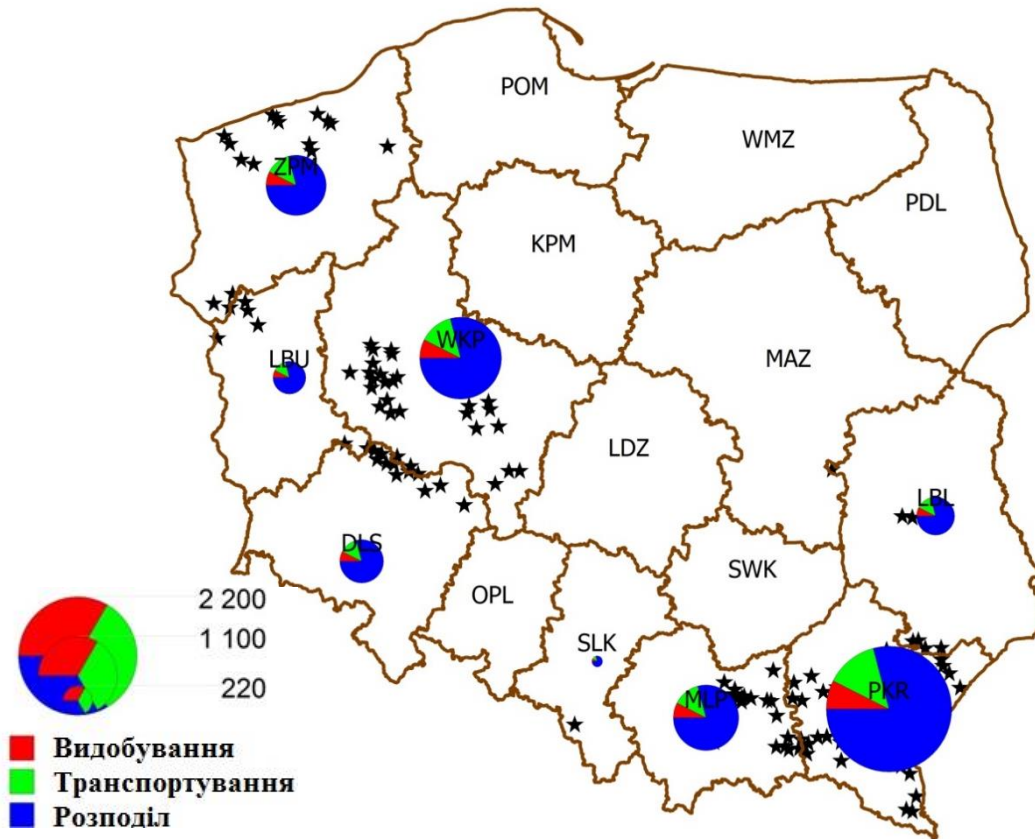 POM
WMZ
ZPM
PDL
KPM
WKP
MAZ
LBU
LDZ
LBL
DLS
SWK
OPL
SLK
PKR
MLP
2 200
1 100
220
Видобування
Транспортування
Розподіл